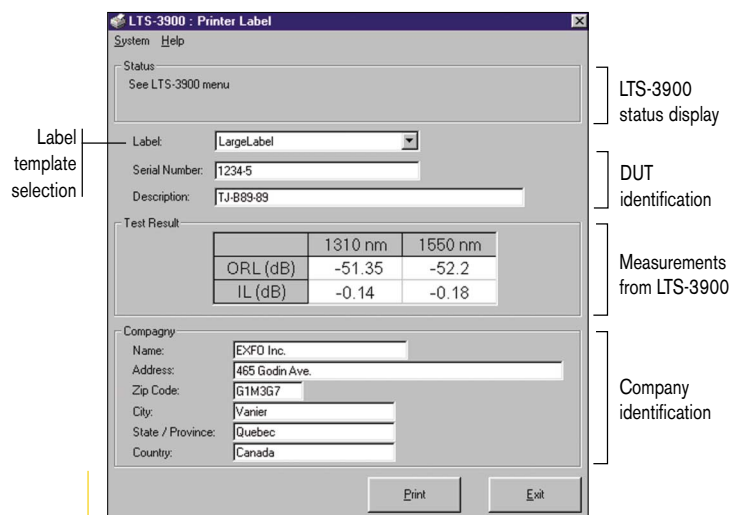 LTS-3900 : Printer Label
System Help
Status
See LTS-3900 menu
LTS-3900
status display
Label
template
selection
Label: LargeLabel
Serial Number: 1234-5
Description: TJ-B89-89
DUT
identification
Test Result
1310 nm 1550 nm
ORL (dB) -51.35 -52.2
IL (dB) -0.14 -0.18
Measurements
from LTS-3900
Compagny
Name: EXFO Inc.
Address: 465 Godin Ave.
Zip Code: G1M3G7
City: Vanier
State / Province: Quebec
Country: Canada
Company
identification
Print Exit